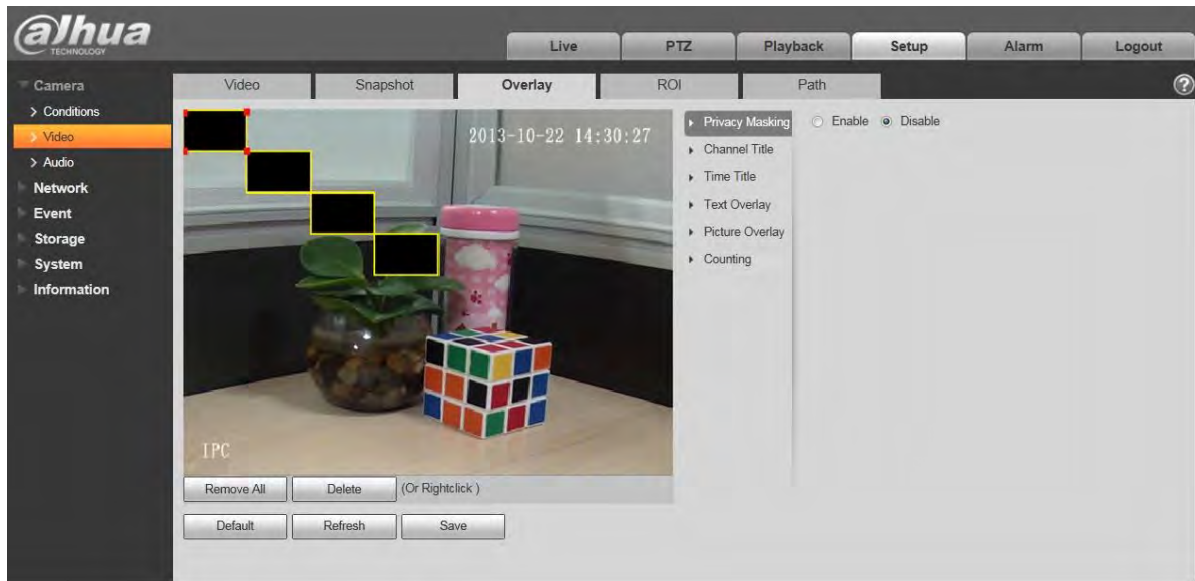 alhua
TECHNOLOGY
Live PTZ Playback Setup Alarm Logout
Camera
Conditions
Video
Audio
Network
Event
Storage
System
Information
Video Snapshot Overlay ROI Path
?
2013-10-22 14:30:27
IPC
Privacy Masking
Channel Title
Time Title
Text Overlay
Picture Overlay
Counting
Enable Disable
Remove All Delete (Or Rightclick )
Default Refresh Save